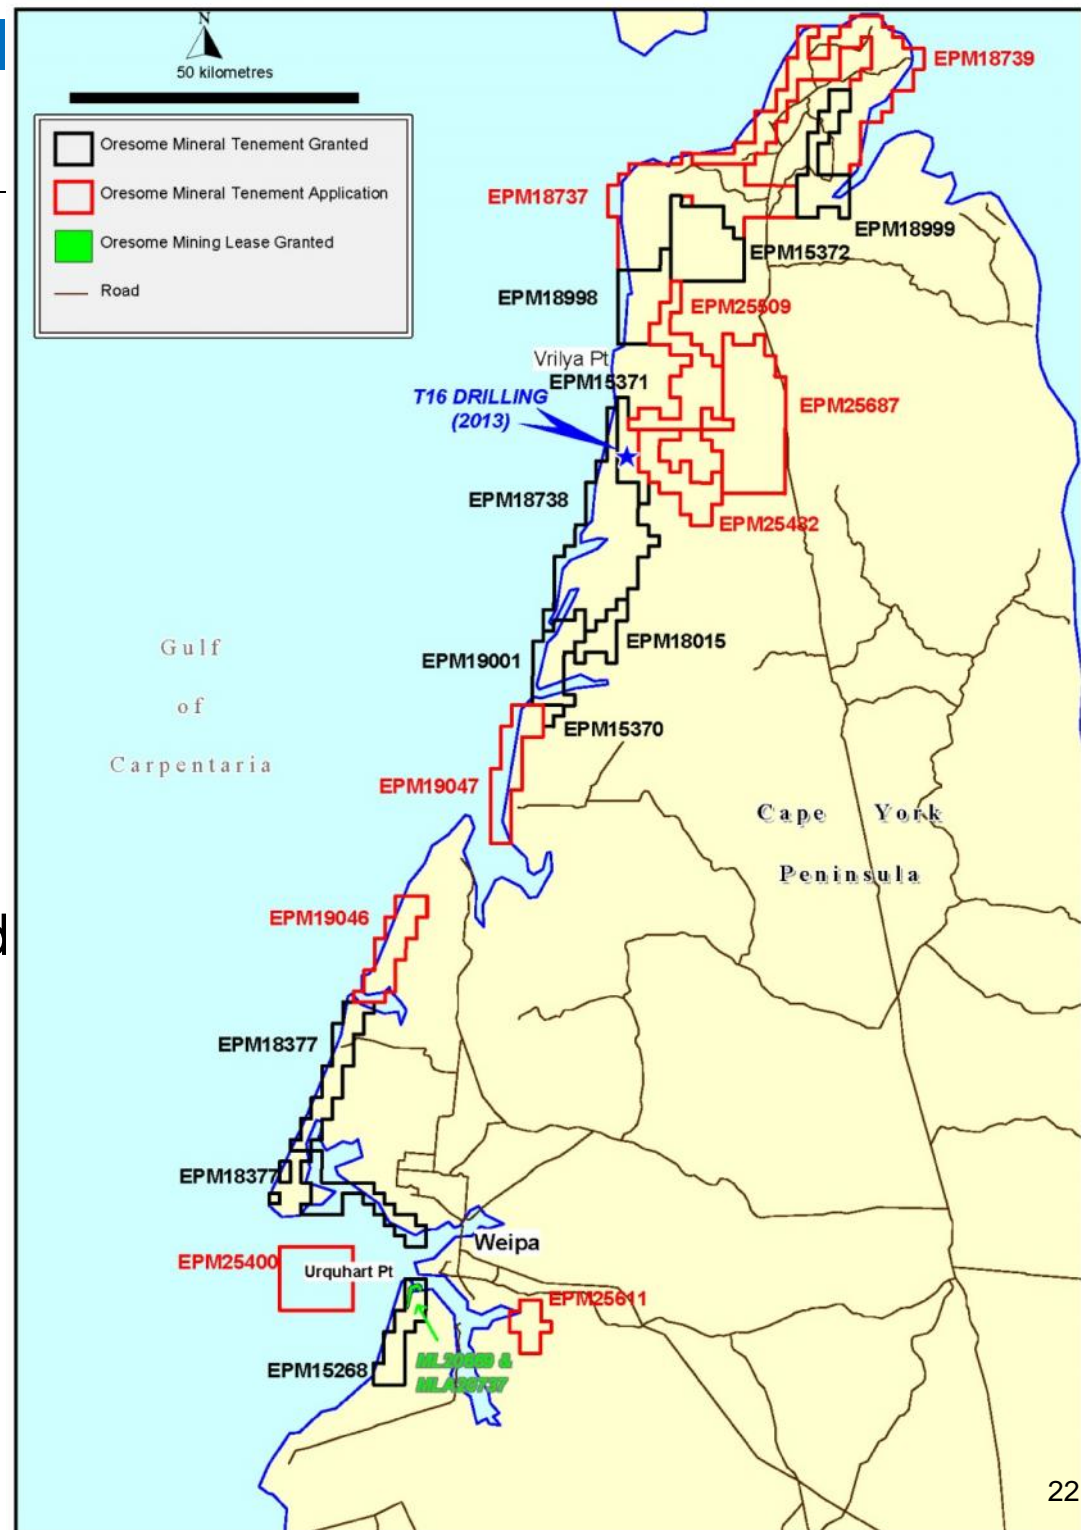 N
50 kilometres
Oresome Mineral Tenement Granted
Oresome Mineral Tenement Application
Oresome Mining Lease Granted
Road
EPM18739
EPM18737
EPM18999
EPM15372
EPM18998
EPM25509
Vrilya Pt
EPM15371
T16 DRILLING
(2013)
EPM25687
EPM18738
EPM25482
EPM18015
EPM19001
Gulf
of
Carpentaria
EPM15370
EPM19047
Cape York
Peninsula
EPM19046
d
EPM18377
EPM18377
Weipa
EPM25400
Urquhart Pt
EPM25611
EPM15268
22